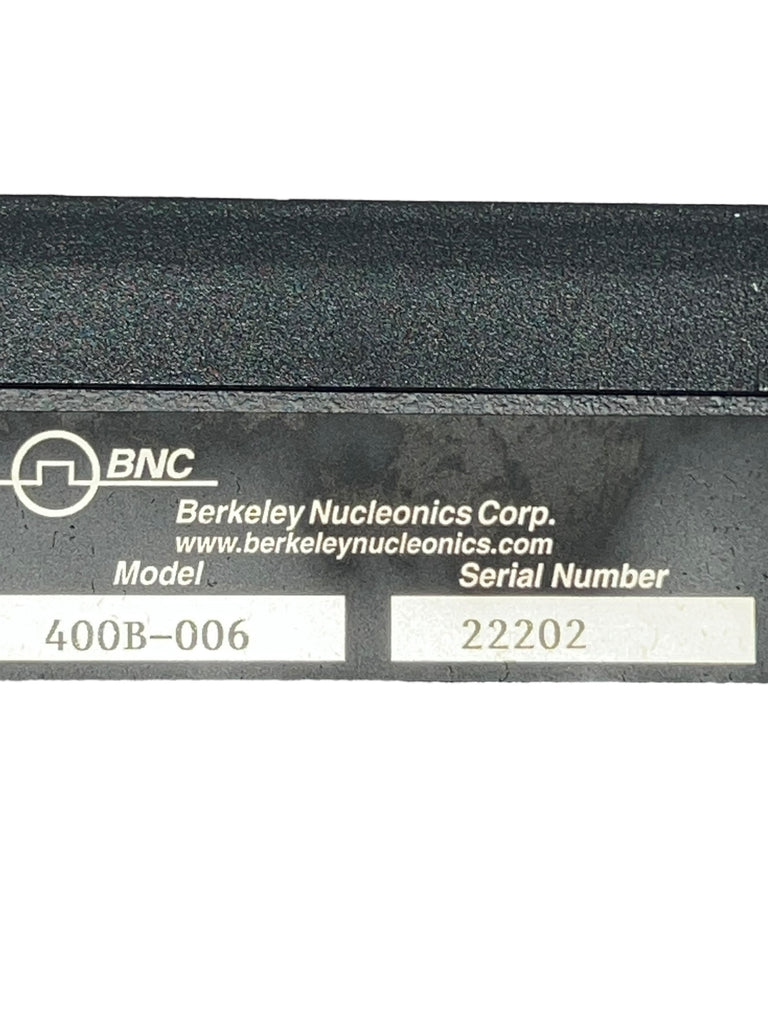 BNC
Berkeley Nucleonics Corp.
www.berkeleynucleonics.com
Model
Serial Number
400B-006
22202